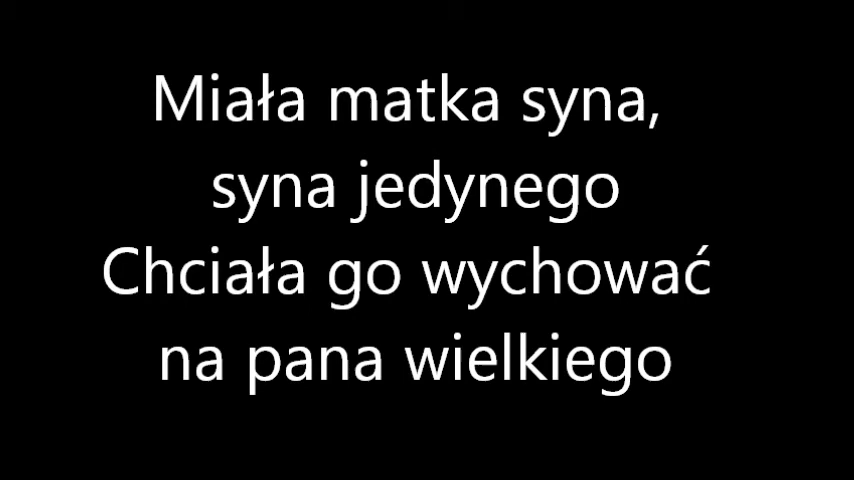 Miała matka syna,
syna jedynego
Chciała go wychować
na pana wielkiego